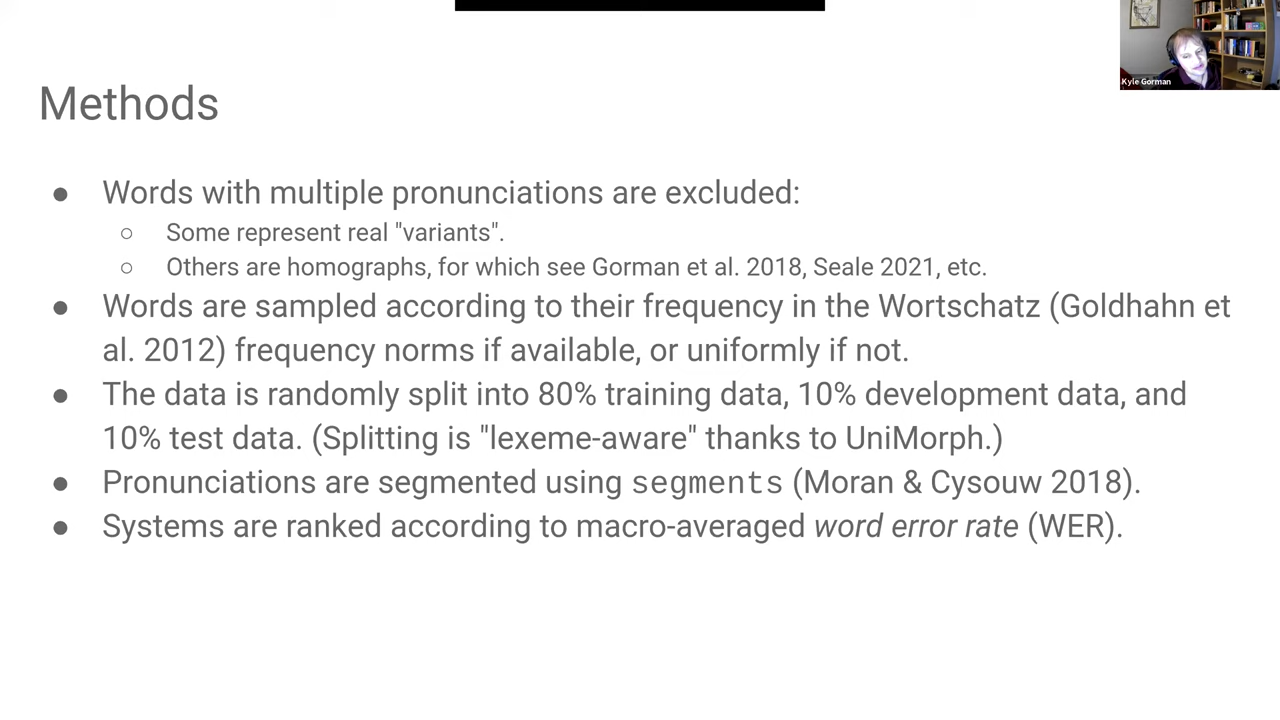 Kyle Gorman
Methods
● Words with multiple pronunciations are excluded:
○ Some represent real "variants".
○ Others are homographs, for which see Gorman et al. 2018, Seale 2021, etc.
● Words are sampled according to their frequency in the Wortschatz (Goldhahn et
al. 2012) frequency norms if available, or uniformly if not.
● The data is randomly split into 80% training data, 10% development data, and
10% test data. (Splitting is "lexeme-aware" thanks to UniMorph.)
● Pronunciations are segmented using segments (Moran & Cysouw 2018).
● Systems are ranked according to macro-averaged word error rate (WER).